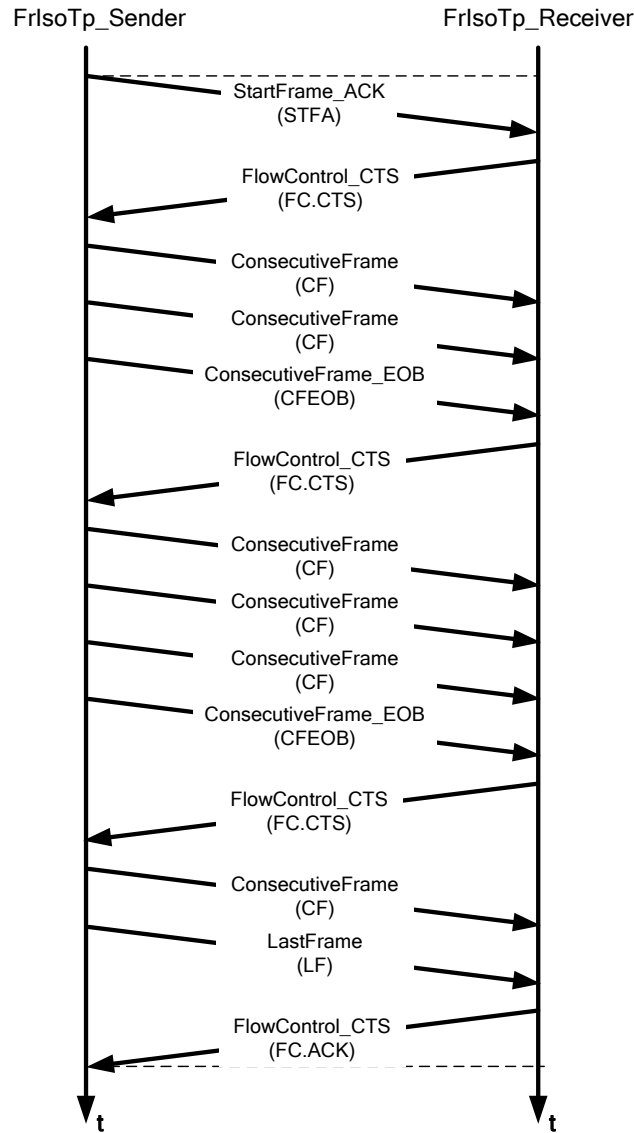 FrIsoTp_Sender
FrIsoTp_Receiver
StartFrame_ACK
(STFA)
FlowControl_CTS
(FC.CTS)
ConsecutiveFrame
(CF)
ConsecutiveFrame
(CF)
ConsecutiveFrame_EOB
(CFEOB)
FlowControl_CTS
(FC.CTS)
ConsecutiveFrame
(CF)
ConsecutiveFrame
(CF)
ConsecutiveFrame
(CF)
ConsecutiveFrame_EOB
(CFEOB)
FlowControl_CTS
(FC.CTS)
ConsecutiveFrame
(CF)
LastFrame
(LF)
FlowControl_CTS
(FC.ACK)
t
t